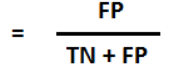 FP
=
TN + FP